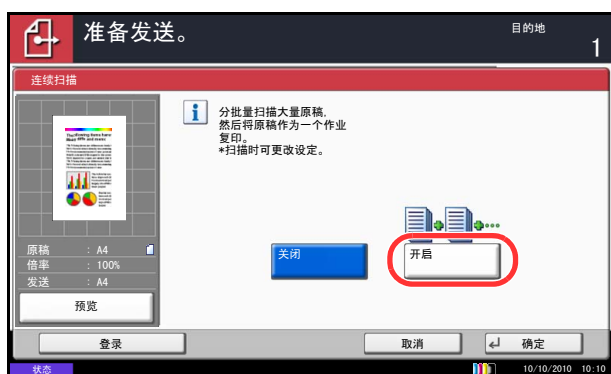 准备发送。
目的地
1
连续扫描
分批量扫描大量原稿,
然后将原稿作为一个作业
复印。
*扫描时可更改设定。
原稿 : A4
倍率 : 100%
发送 : A4
预览
关闭
开启
登录
取消
确定
状态
10/10/2010 10:10